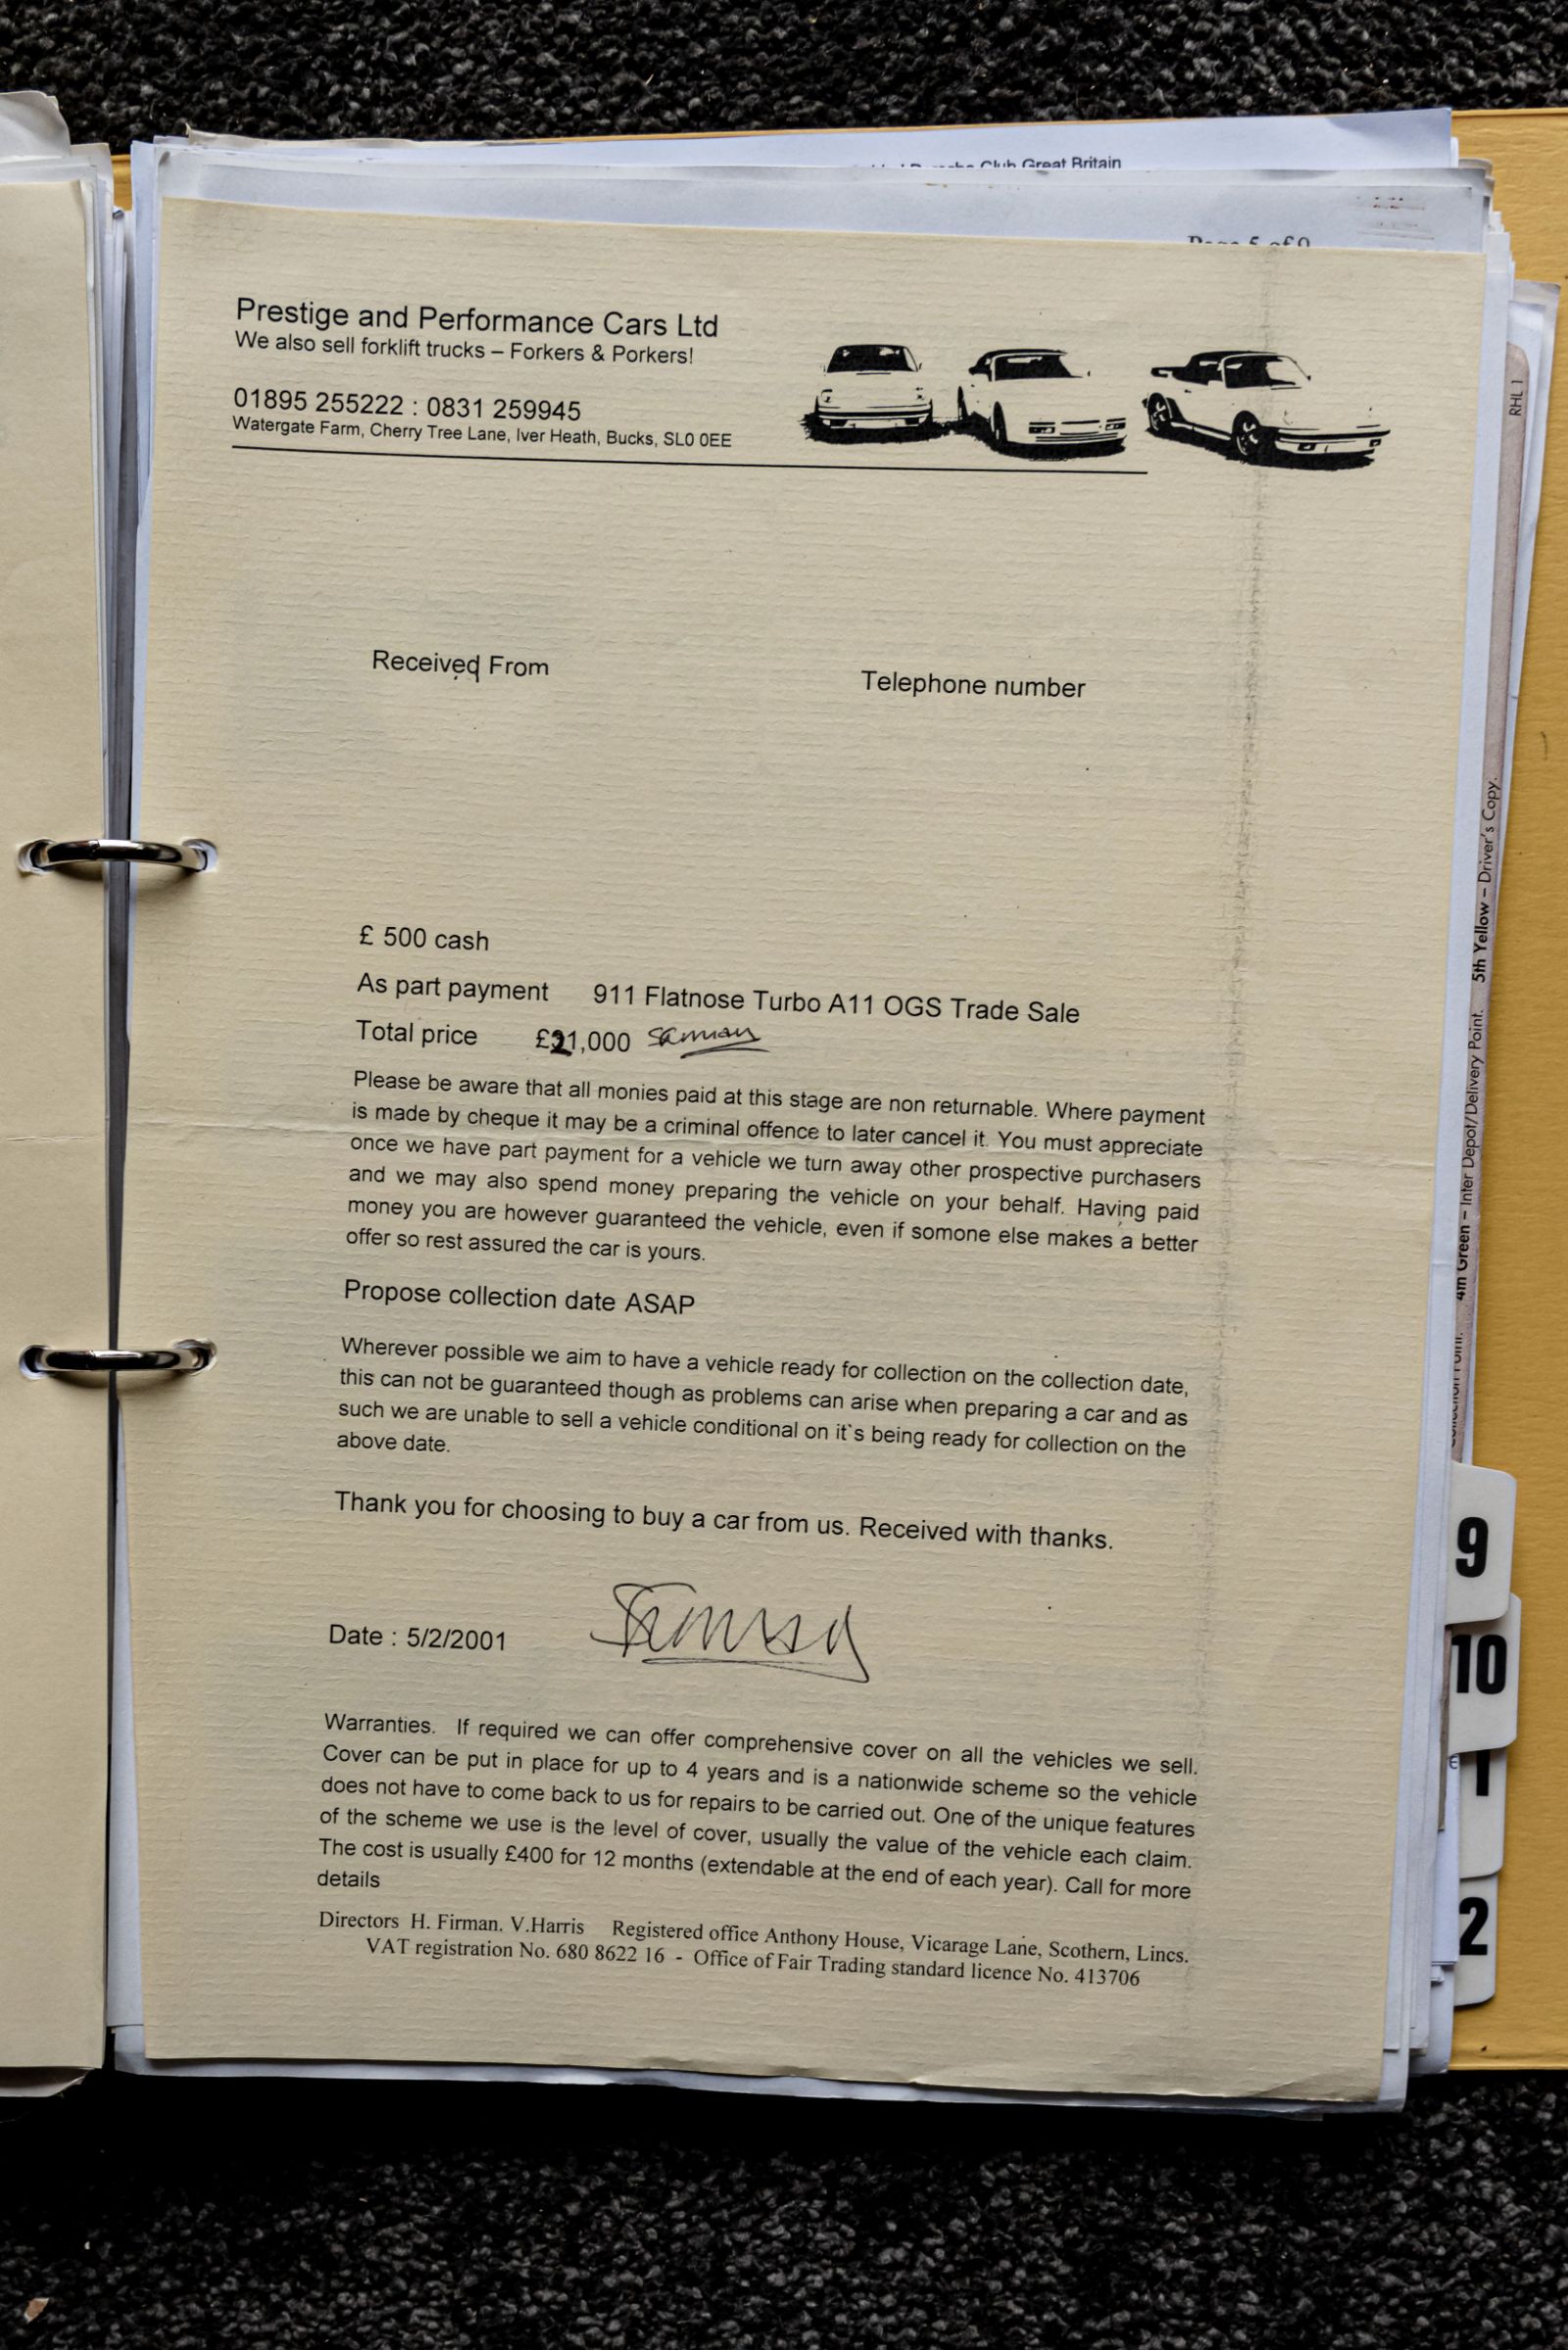 Club Great Britain
Page 5 of 9
Prestige and Performance Cars Ltd
We also sell forklift trucks – Forkers & Porkers!
01895 255222 : 0831 259945
Watergate Farm, Cherry Tree Lane, Iver Heath, Bucks, SL0 0EE
Received From
Telephone number
£ 500 cash
As part payment 911 Flatnose Turbo A11 OGS Trade Sale
Total price £21,000
Please be aware that all monies paid at this stage are non returnable. Where payment
is made by cheque it may be a criminal offence to later cancel it. You must appreciate
once we have part payment for a vehicle we turn away other prospective purchasers
and we may also spend money preparing the vehicle on your behalf. Having paid
money you are however guaranteed the vehicle, even if somone else makes a better
offer so rest assured the car is yours.
Propose collection date ASAP
Wherever possible we aim to have a vehicle ready for collection on the collection date,
this can not be guaranteed though as problems can arise when preparing a car and as
such we are unable to sell a vehicle conditional on it`s being ready for collection on the
above date.
Thank you for choosing to buy a car from us. Received with thanks.
Date : 5/2/2001
Warranties. If required we can offer comprehensive cover on all the vehicles we sell.
Cover can be put in place for up to 4 years and is a nationwide scheme so the vehicle
does not have to come back to us for repairs to be carried out. One of the unique features
of the scheme we use is the level of cover, usually the value of the vehicle each claim.
The cost is usually £400 for 12 months (extendable at the end of each year). Call for more
details
Directors H. Firman. V.Harris Registered office Anthony House, Vicarage Lane, Scothern, Lincs.
VAT registration No. 680 8622 16 - Office of Fair Trading standard licence No. 413706
4th Green – Inter Depot/Delivery Point. 5th Yellow – Driver's Copy.
RHL 1
9
10
1
2